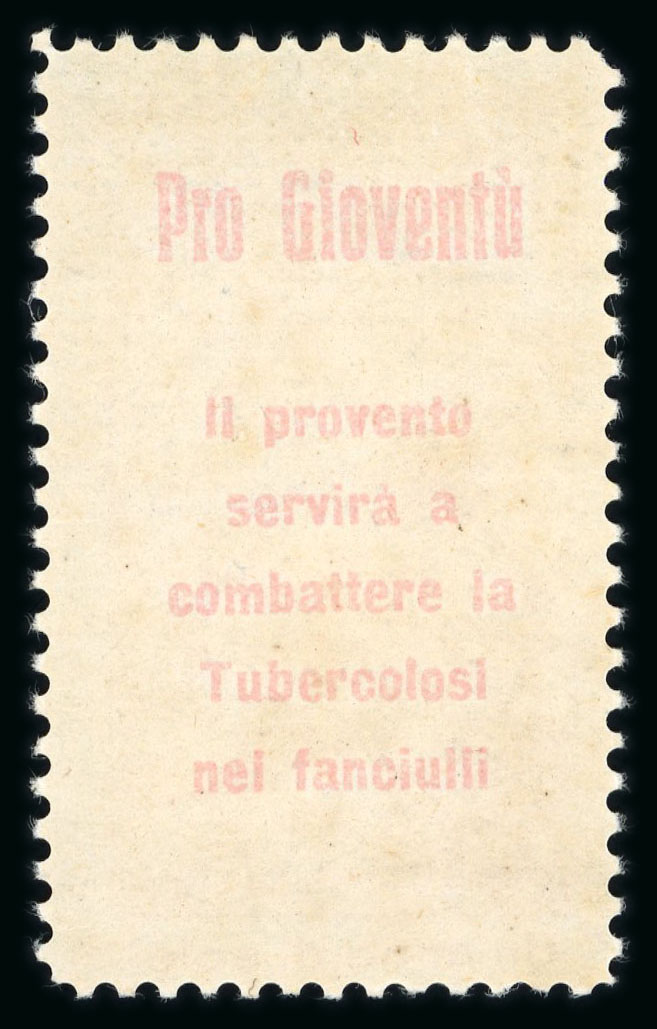 Pro Gioventù
Il provento
servirà a
combattere la
Tubercolosi
nei fanciulli